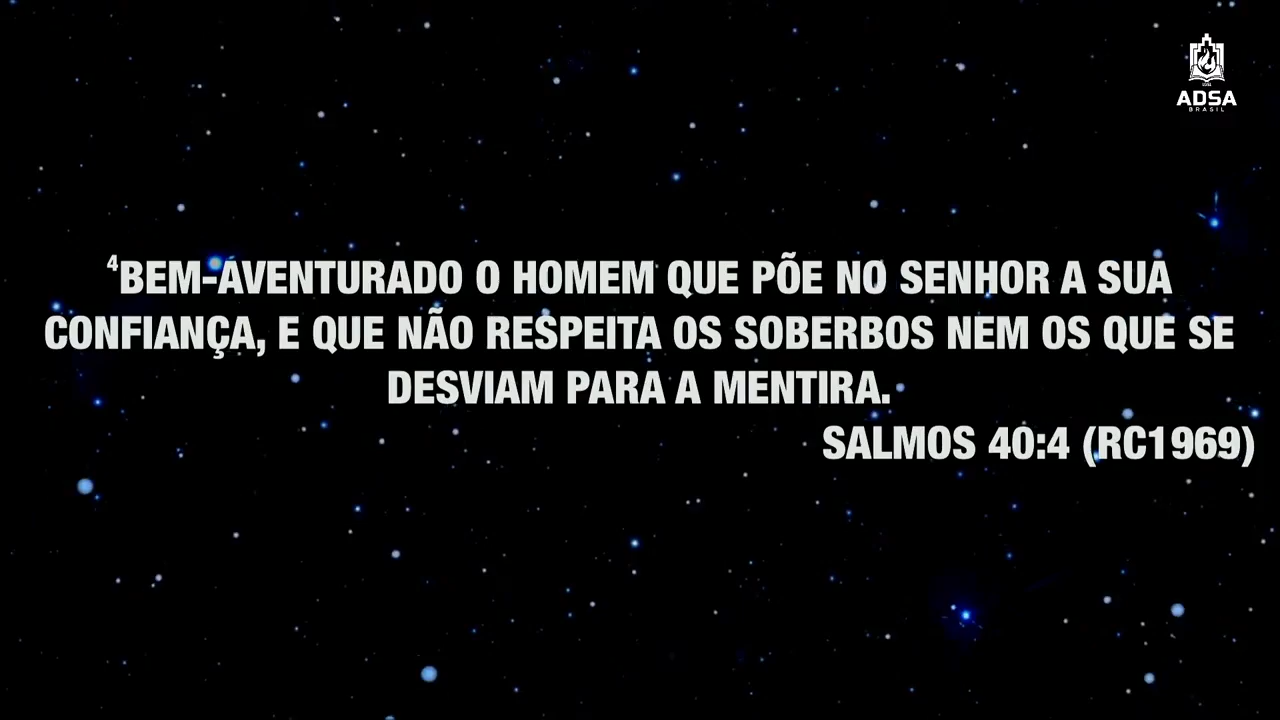 ADSA
BRASIL
⁴BEM-AVENTURADO O HOMEM QUE PÕE NO SENHOR A SUA
CONFIANÇA, E QUE NÃO RESPEITA OS SOBERBOS NEM OS QUE SE
DESVIAM PARA A MENTIRA.
SALMOS 40:4 (RC1969)